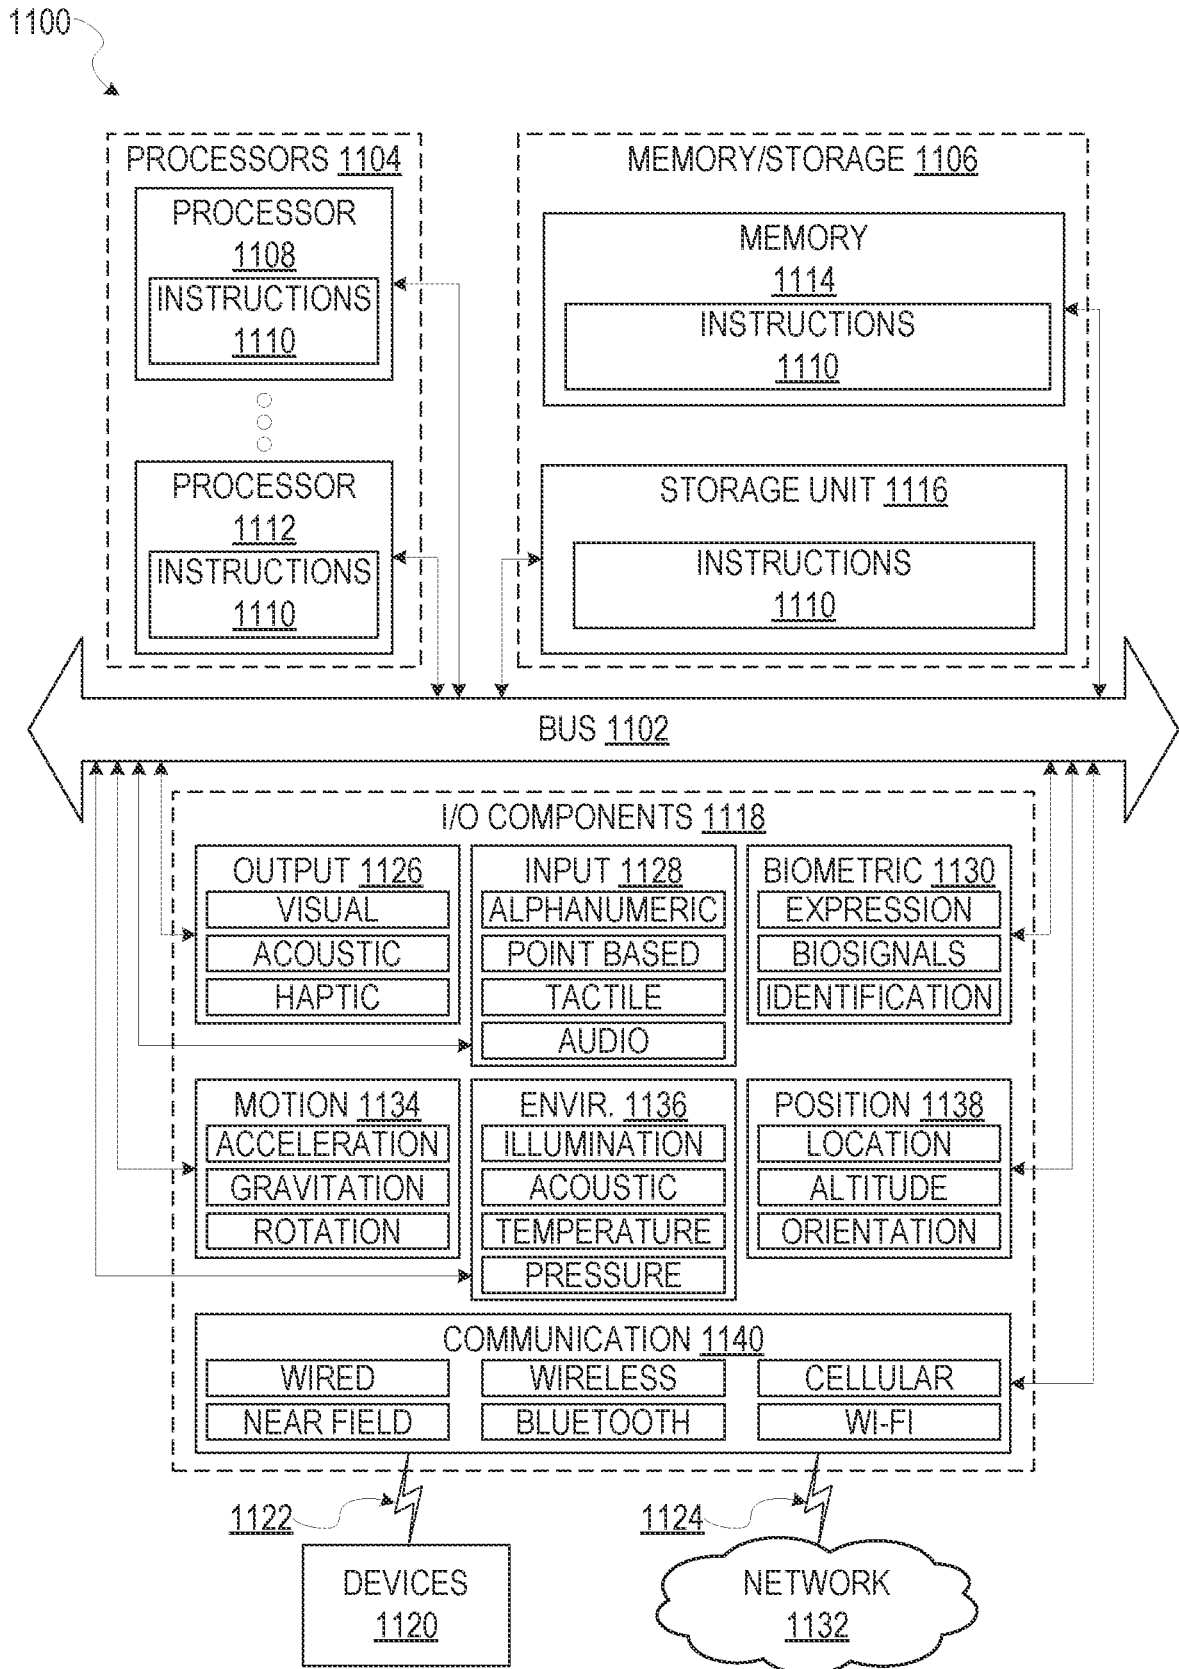 1100
PROCESSORS 1104
PROCESSOR
1108
INSTRUCTIONS
1110
PROCESSOR
1112
INSTRUCTIONS
1110
MEMORY/STORAGE 1106
MEMORY
1114
INSTRUCTIONS
1110
STORAGE UNIT 1116
INSTRUCTIONS
1110
BUS 1102
I/O COMPONENTS 1118
OUTPUT 1126
VISUAL
ACOUSTIC
HAPTIC
INPUT 1128
ALPHANUMERIC
POINT BASED
TACTILE
AUDIO
BIOMETRIC 1130
EXPRESSION
BIOSIGNALS
IDENTIFICATION
MOTION 1134
ACCELERATION
GRAVITATION
ROTATION
ENVIR. 1136
ILLUMINATION
ACOUSTIC
TEMPERATURE
PRESSURE
POSITION 1138
LOCATION
ALTITUDE
ORIENTATION
COMMUNICATION 1140
WIRED
WIRELESS
CELLULAR
NEAR FIELD
BLUETOOTH
WI-FI
1122
1124
DEVICES
1120
NETWORK
1132